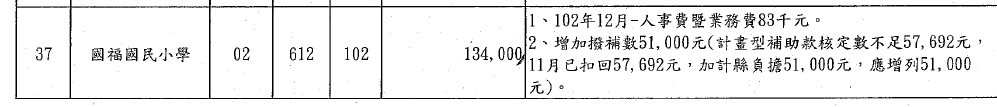 37 國福國民小學 02 612 102 134,000
1、102年12月-人事費暨業務費83千元。
2、增加撥補數51,000元(計畫型補助款核定數不足57,692元，
11月已扣回57,692元，加計縣負擔51,000元，應增列51,000
元)。